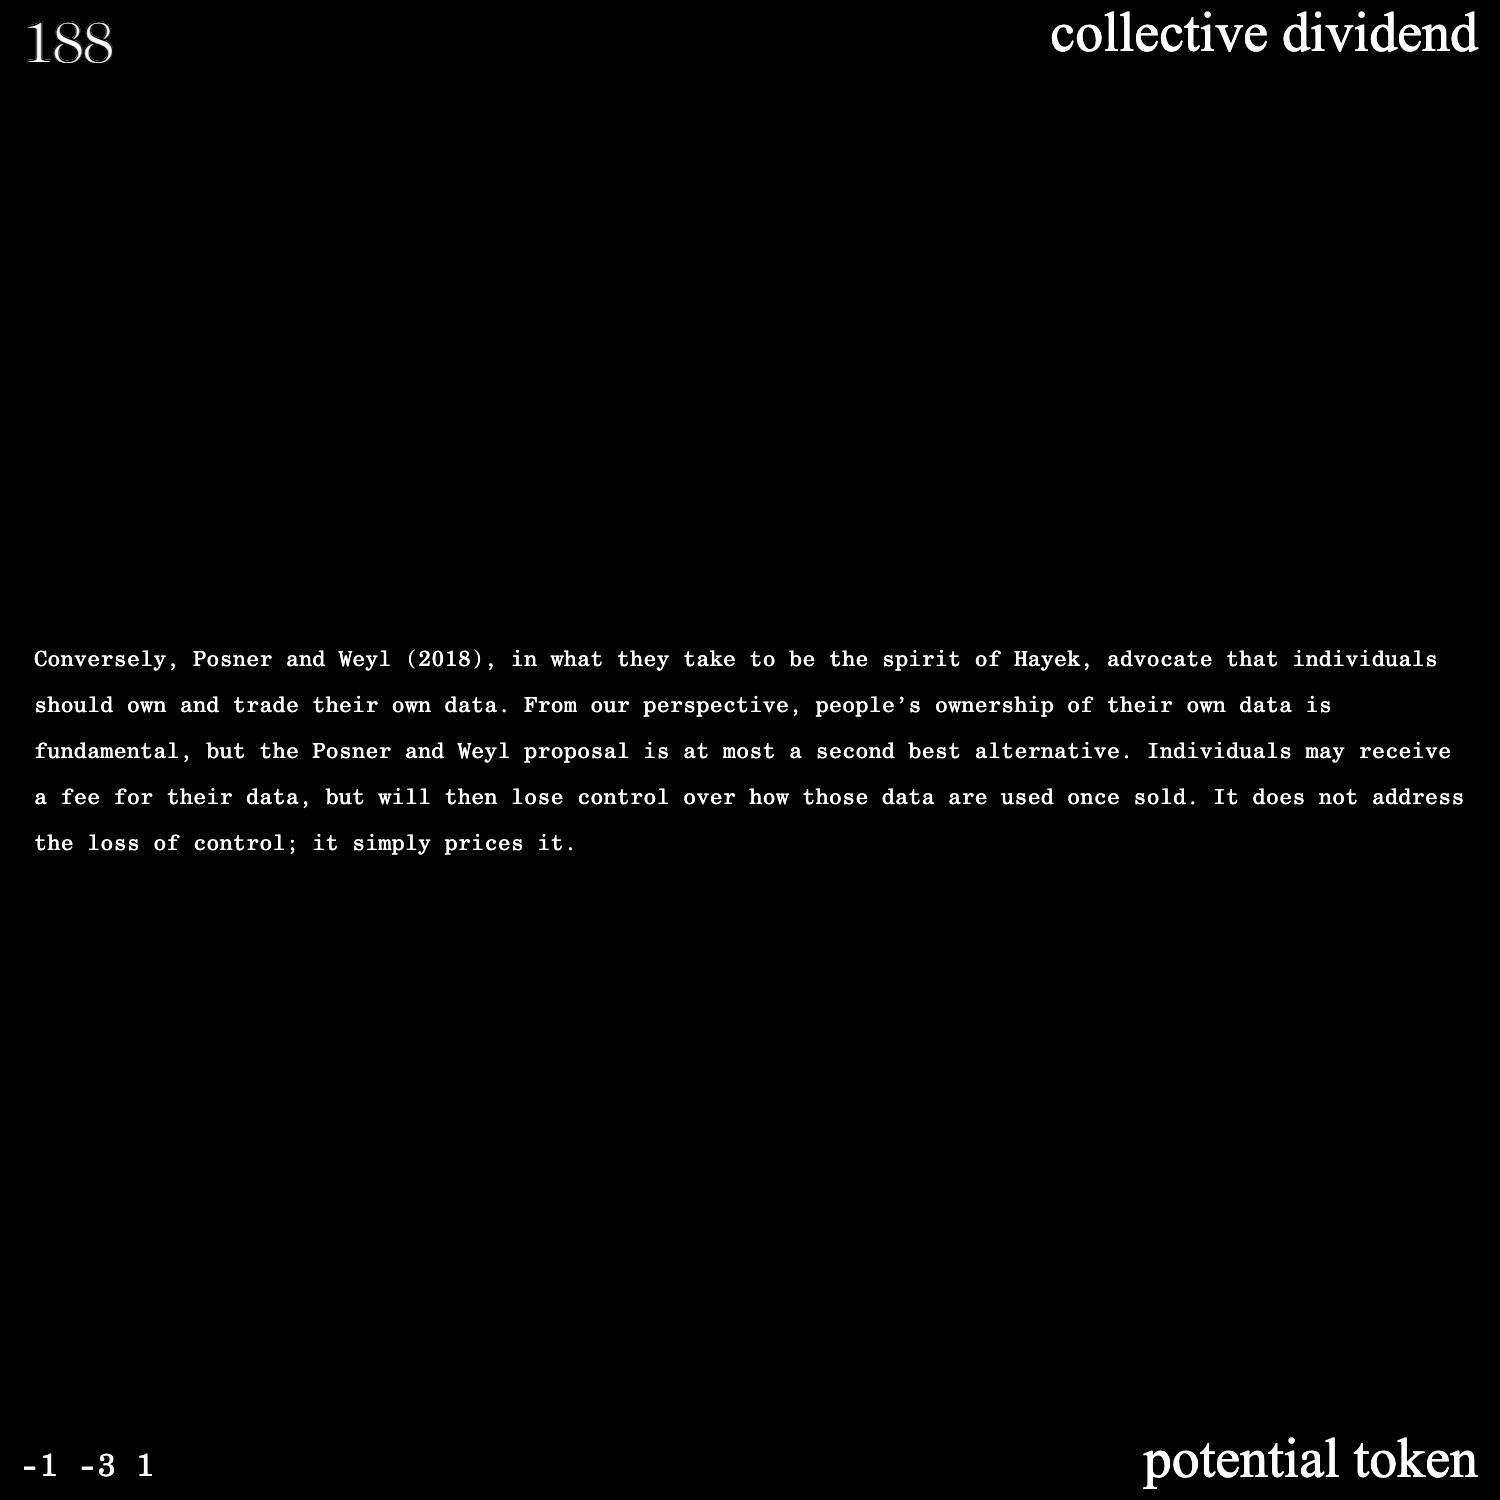 188
collective dividend
Conversely, Posner and Weyl (2018), in what they take to be the spirit of Hayek, advocate that individuals
should own and trade their own data. From our perspective, people’s ownership of their own data is
fundamental, but the Posner and Weyl proposal is at most a second best alternative. Individuals may receive
a fee for their data, but will then lose control over how those data are used once sold. It does not address
the loss of control; it simply prices it.
-1 -3 1
potential token